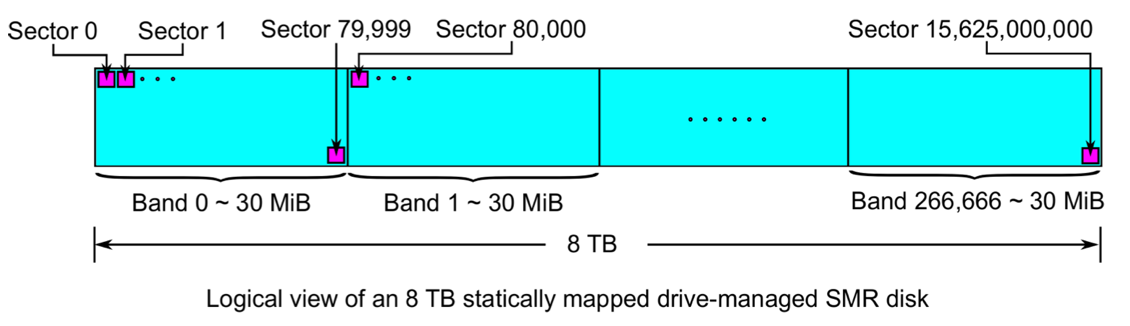 Sector 0 Sector 1 Sector 79,999 Sector 80,000 Sector 15,625,000,000
Band 0 ~ 30 MiB Band 1 ~ 30 MiB Band 266,666 ~ 30 MiB
8 TB
Logical view of an 8 TB statically mapped drive-managed SMR disk